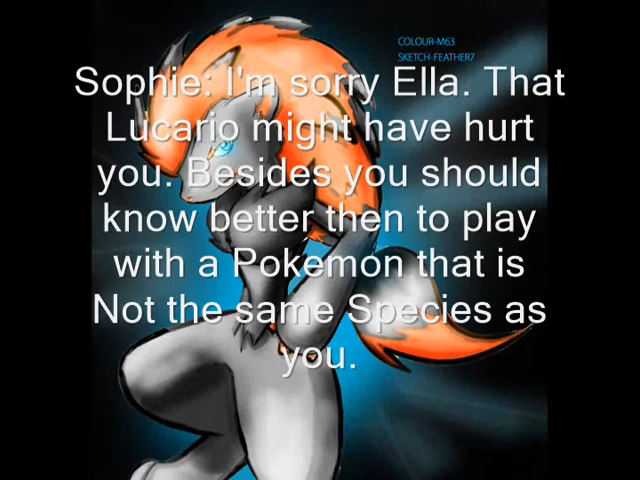 COLOUR-M63
SKETCH-FEATHER7
Sophie: I'm sorry Ella. That
Lucario might have hurt
you. Besides you should
know better then to play
with a Pokemon that is
Not the same Species as
you.